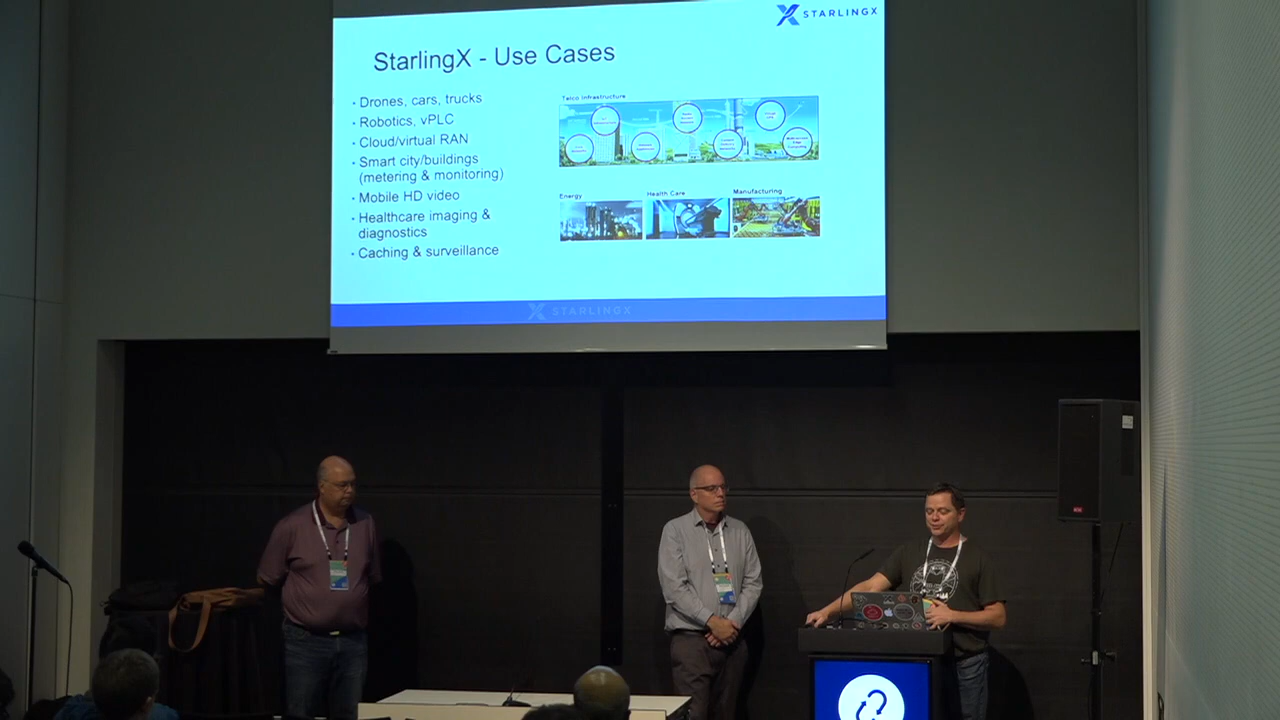 STARLINGX
StarlingX - Use Cases
• Drones, cars, trucks
• Robotics, vPLC
• Cloud/virtual RAN
• Smart city/buildings
(metering & monitoring)
• Mobile HD video
• Healthcare imaging &
diagnostics
• Caching & surveillance
Telco Infrastructure
Energy
Health Care
Manufacturing
STARLINGX